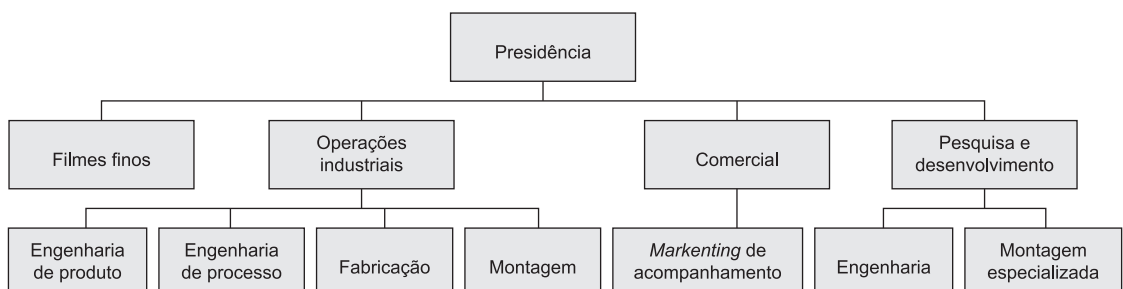 Presidência
Filmes finos
Operações
industriais
Comercial
Pesquisa e
desenvolvimento
Engenharia
de produto
Engenharia
de processo
Fabricação
Montagem
Markenting de
acompanhamento
Engenharia
Montagem
especializada